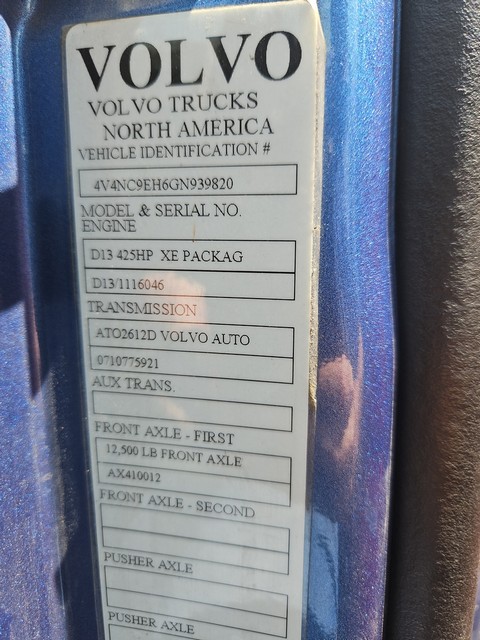 VOLVO
VOLVO TRUCKS
NORTH AMERICA
VEHICLE IDENTIFICATION #
4V4NC9EH6GN939820
MODEL & SERIAL NO.
ENGINE
D13 425HP XE PACKAG
D13/1116046
TRANSMISSION
ATO2612D VOLVO AUTO
0710775921
AUX TRANS.
FRONT AXLE - FIRST
12,500 LB FRONT AXLE
AX410012
FRONT AXLE - SECOND
PUSHER AXLE
PUSHER AXLE